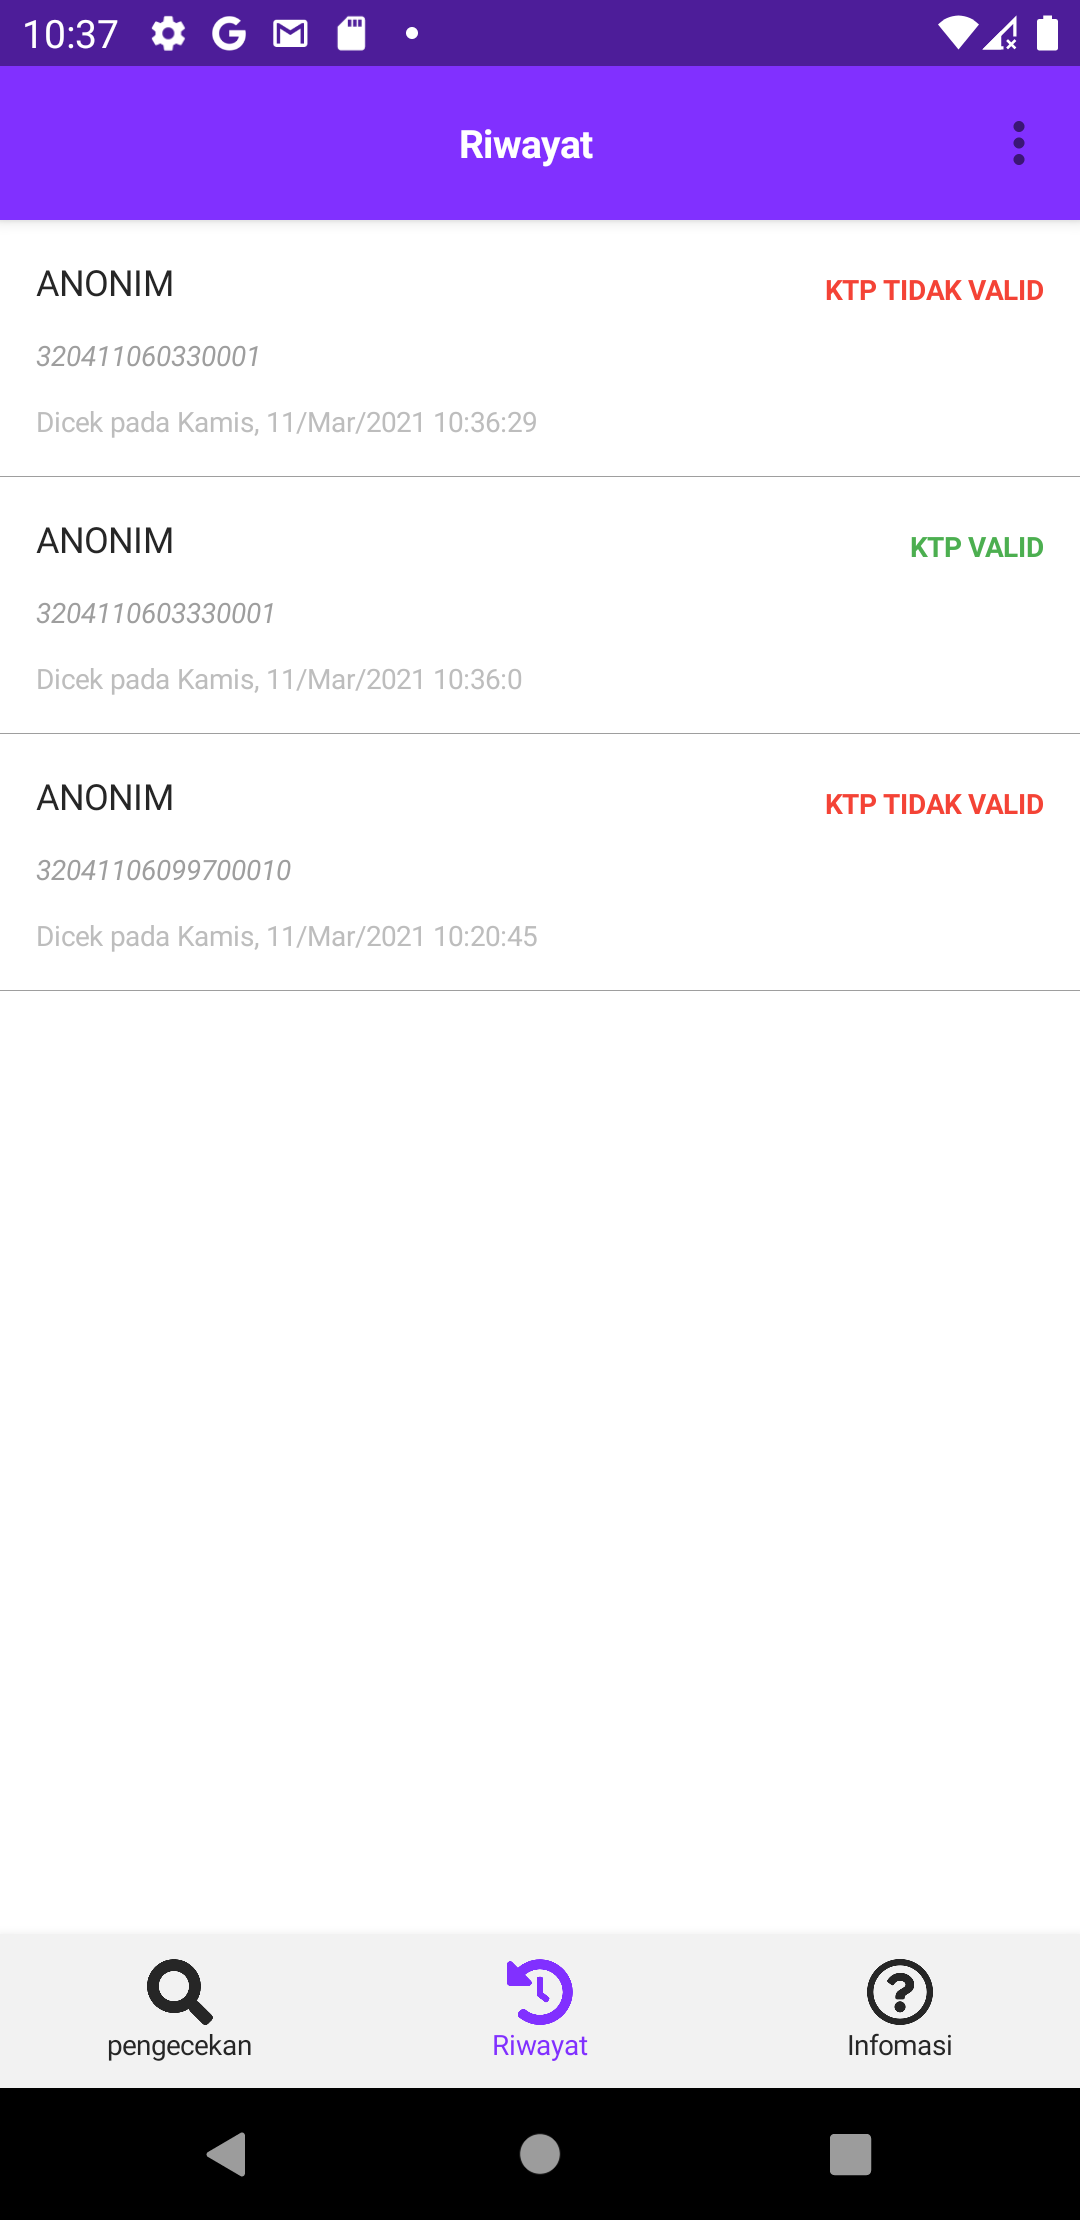 10:37
Riwayat
ANONIM
KTP TIDAK VALID
320411060330001
Dicek pada Kamis, 11/Mar/2021 10:36:29
ANONIM
KTP VALID
3204110603330001
Dicek pada Kamis, 11/Mar/2021 10:36:0
ANONIM
KTP TIDAK VALID
32041106099700010
Dicek pada Kamis, 11/Mar/2021 10:20:45
pengecekan
Riwayat
Infomasi